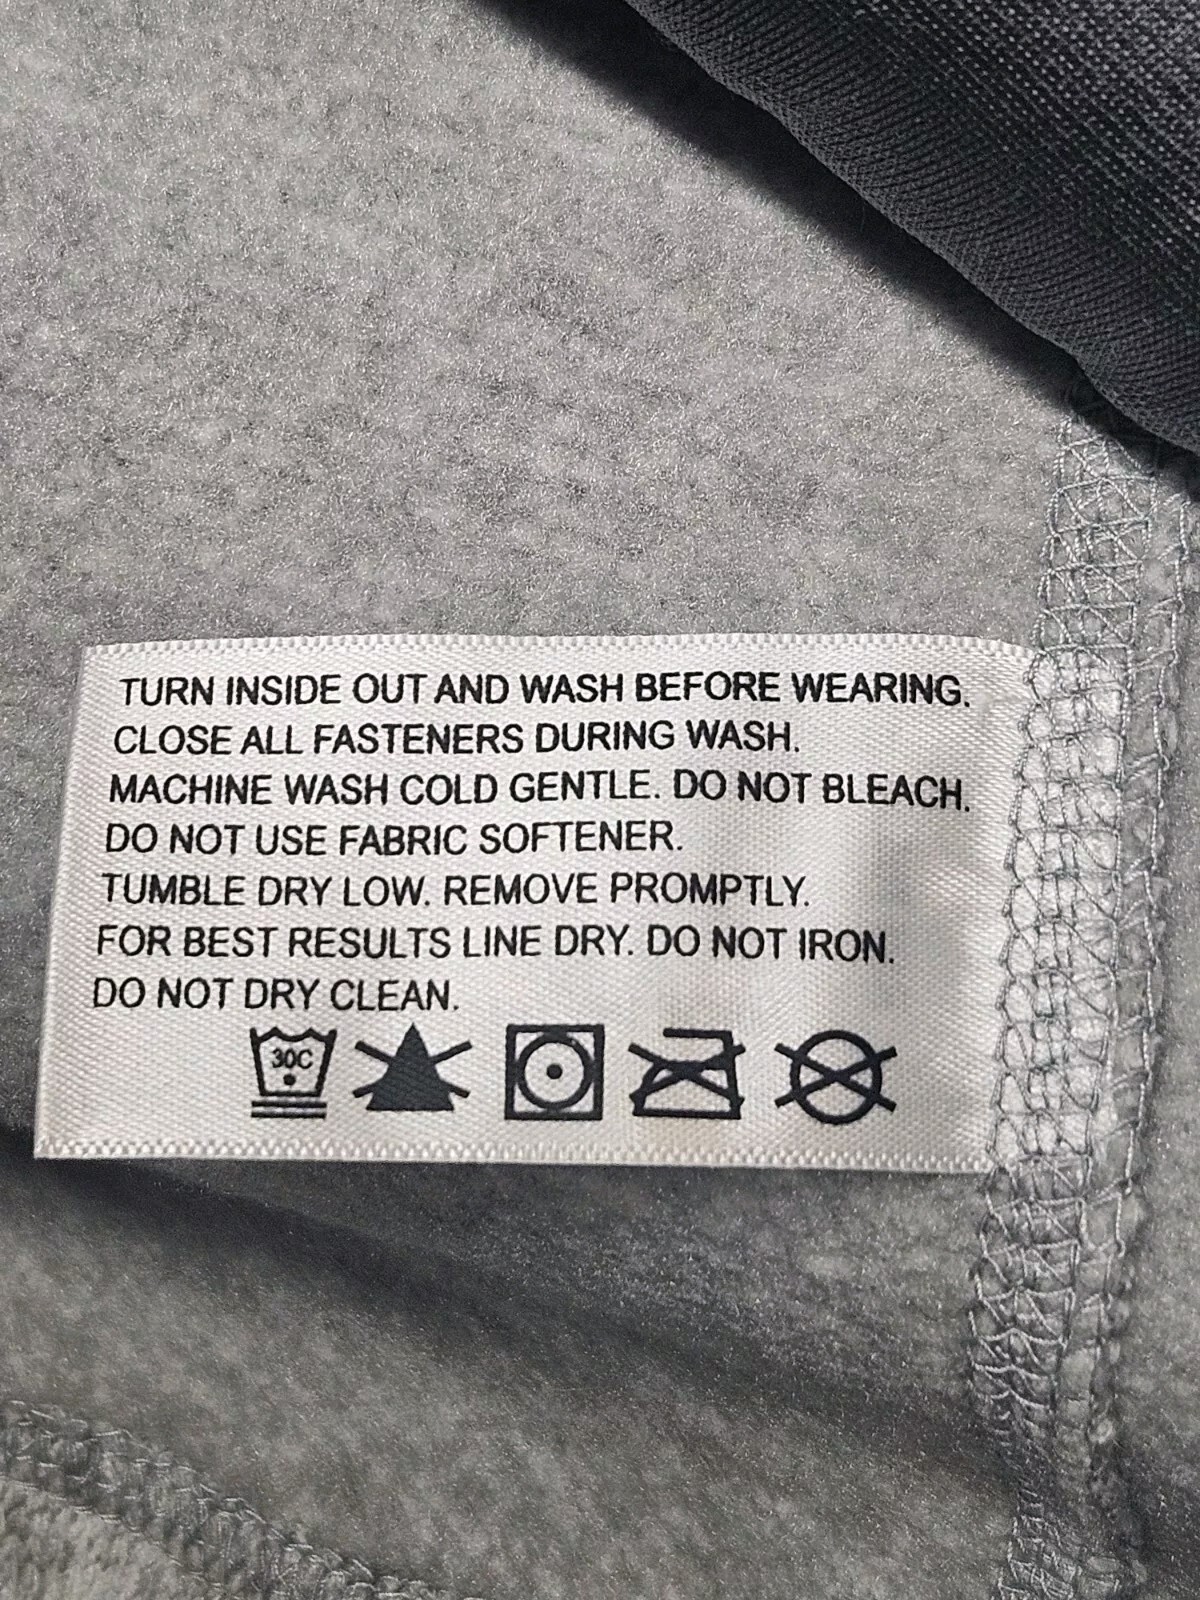 TURN INSIDE OUT AND WASH BEFORE WEARING.
CLOSE ALL FASTENERS DURING WASH.
MACHINE WASH COLD GENTLE. DO NOT BLEACH.
DO NOT USE FABRIC SOFTENER.
TUMBLE DRY LOW. REMOVE PROMPTLY.
FOR BEST RESULTS LINE DRY. DO NOT IRON.
DO NOT DRY CLEAN.
30C